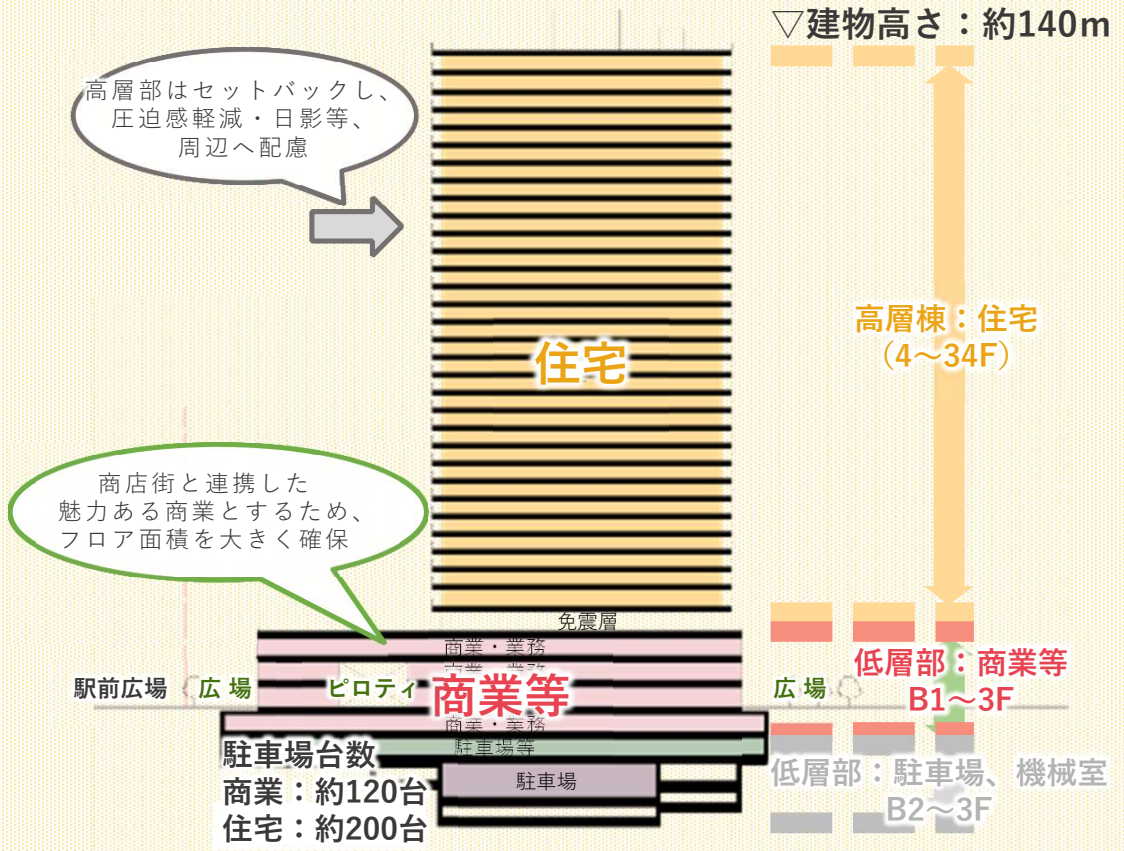 ▽建物高さ：約140m
高層部はセットバックし、
圧迫感軽減・日影等、
周辺へ配慮
高層棟：住宅
（4～34F）
住宅
商店街と連携した
魅力ある商業とするため、
フロア面積を大きく確保
免震層
商業・業務
商業・業務
駅前広場
広場
ピロティ
商業等
広場
低層部：商業等
B1～3F
商業・業務
駐車場等
駐車場台数
商業：約120台
住宅：約200台
駐車場
低層部：駐車場、機械室
B2～3F